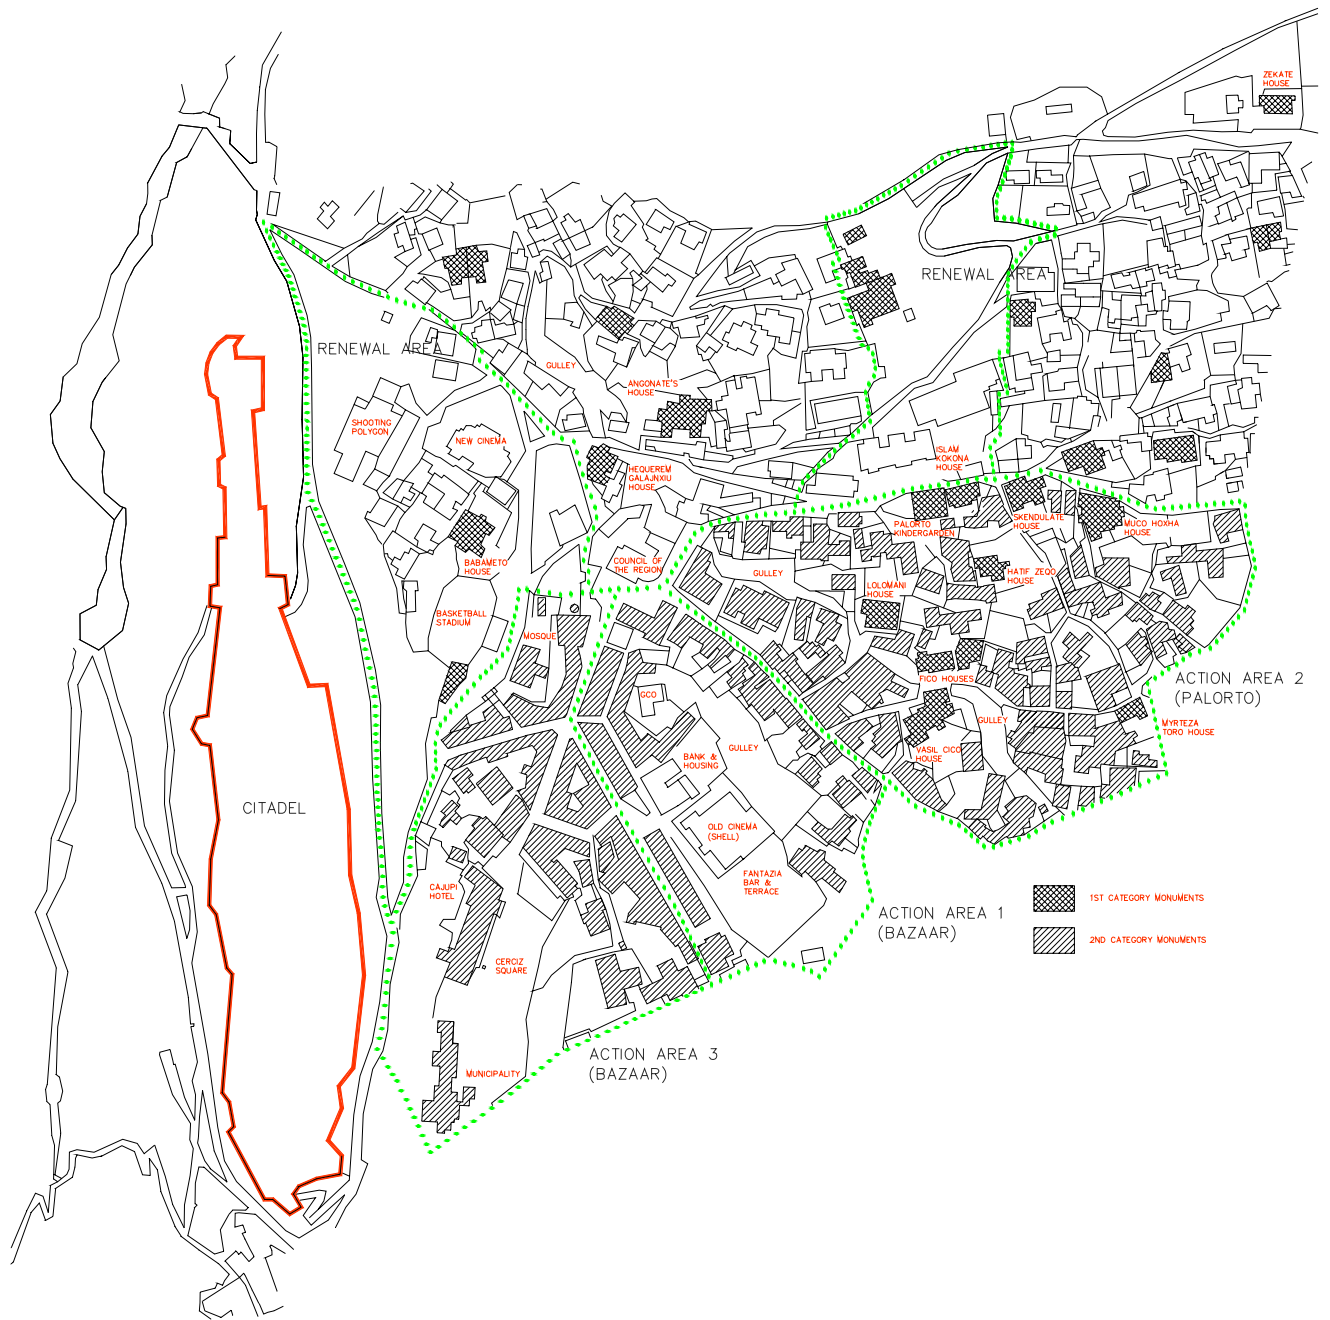 ZEKATE
HOUSE
RENEWAL AREA
RENEWAL AREA
GULLEY
ANGONATE'S
HOUSE
SHOOTING
POLYGON
NEW CINEMA
ISLAM
KOKONA
HOUSE
HEQUEREM
GALAJNXIU
HOUSE
PALORTO
KINDERGARDEN
SKENDULATE
HOUSE
MUCO HOXHA
HOUSE
BABAMETO
HOUSE
COUNCIL OF
THE REGION
GULLEY
LOLOMANI
HOUSE
HATIF ZEQO
HOUSE
BASKETBALL
STADIUM
MOSQUE
FICO HOUSES
ACTION AREA 2
(PALORTO)
GCO
GULLEY
MYRTEZA
TORO HOUSE
BANK &
HOUSING
GULLEY
VASIL CICO
HOUSE
CITADEL
OLD CINEMA
(SHELL)
CAJUPI
HOTEL
FANTAZIA
BAR &
TERRACE
1ST CATEGORY MONUMENTS
ACTION AREA 1
(BAZAAR)
2ND CATEGORY MONUMENTS
CERCIZ
SQUARE
ACTION AREA 3
(BAZAAR)
MUNICIPALITY